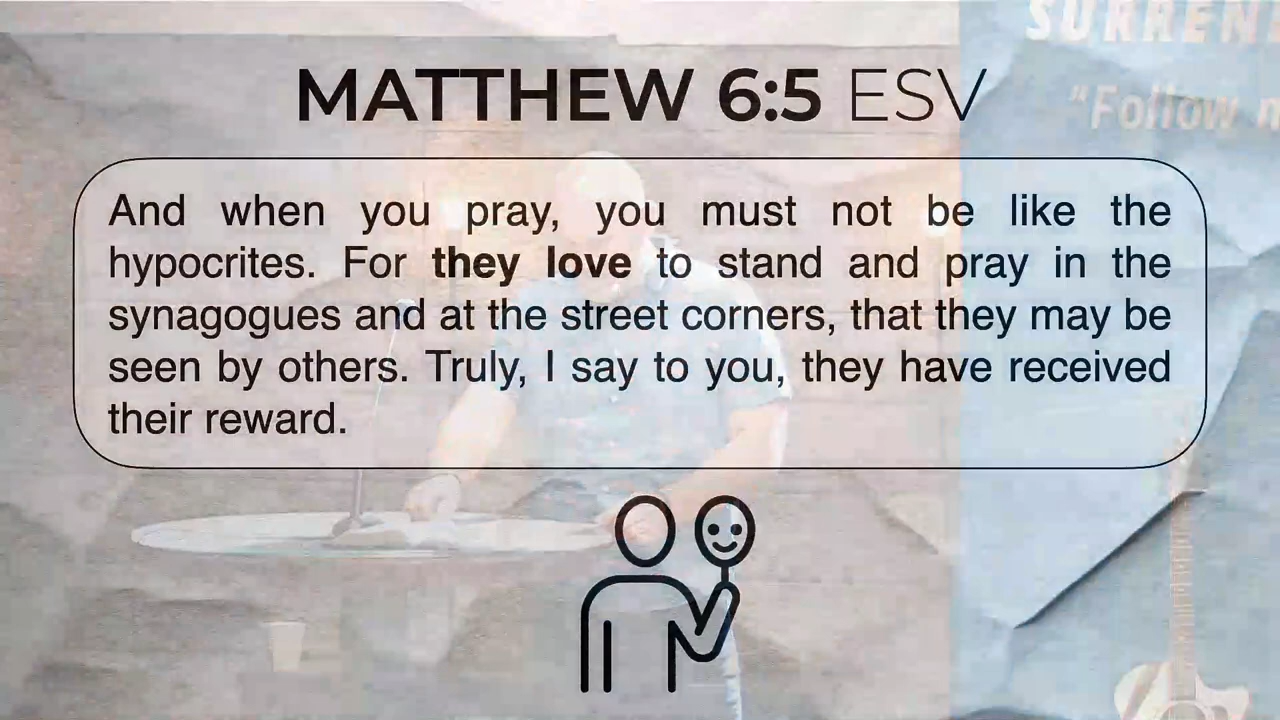 SURREN
"Follow m
MATTHEW 6:5 ESV
And when you pray, you must not be like the
hypocrites. For they love to stand and pray in the
synagogues and at the street corners, that they may be
seen by others. Truly, I say to you, they have received
their reward.